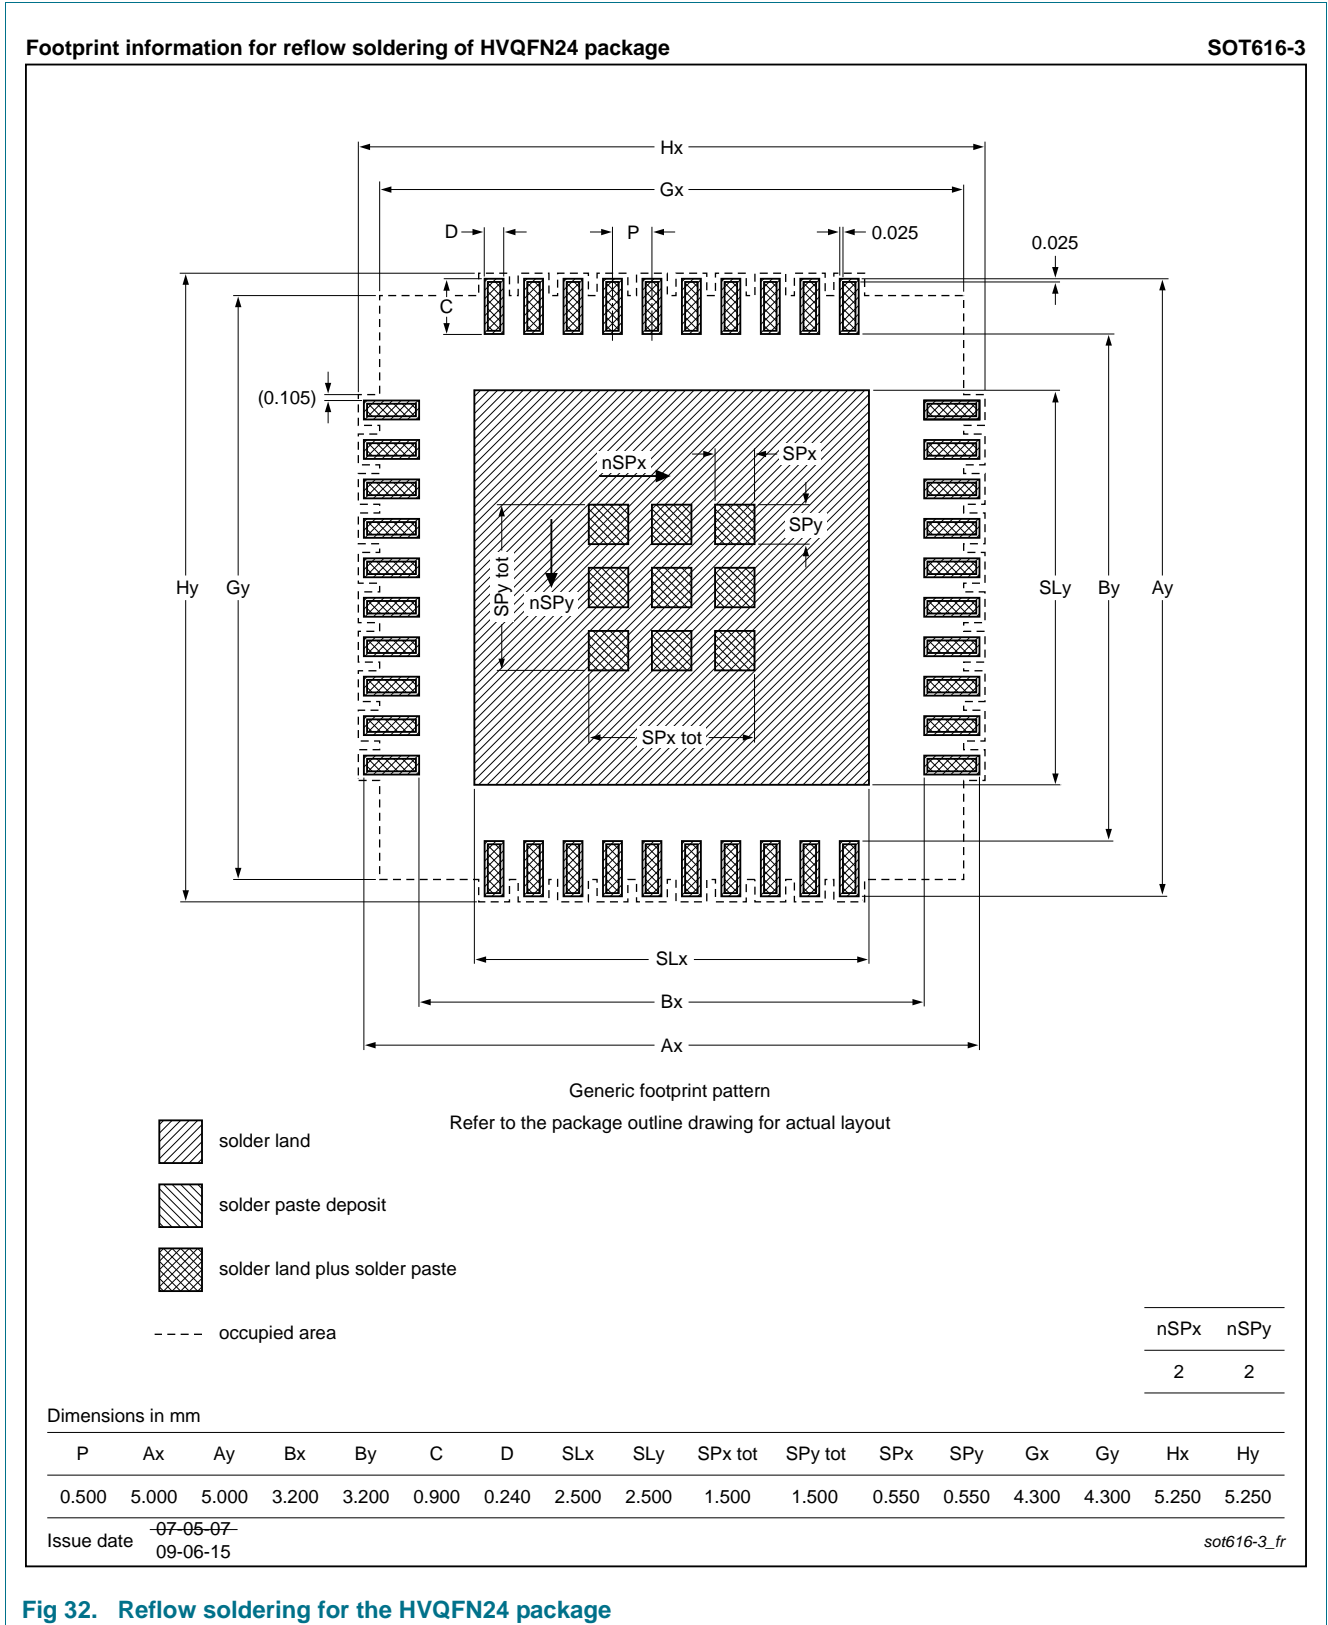 Footprint information for reflow soldering of HVQFN24 package SOT616-3
Hx
Gx
D P 0.025
0.025
C
(0.105)
SPx
nSPx
SPy
SPy tot
nSPy
Hy Gy SLy By Ay
SPx tot
SLx
Bx
Ax
Generic footprint pattern
Refer to the package outline drawing for actual layout
solder land
solder paste deposit
solder land plus solder paste
occupied area
nSPx nSPy
2 2
Dimensions in mm
P Ax Ay Bx By C D SLx SLy SPx tot SPy tot SPx SPy Gx Gy Hx Hy
0.500 5.000 5.000 3.200 3.200 0.900 0.240 2.500 2.500 1.500 1.500 0.550 0.550 4.300 4.300 5.250 5.250
Issue date 07-05-07
09-06-15 sot616-3_fr
Fig 32. Reflow soldering for the HVQFN24 package